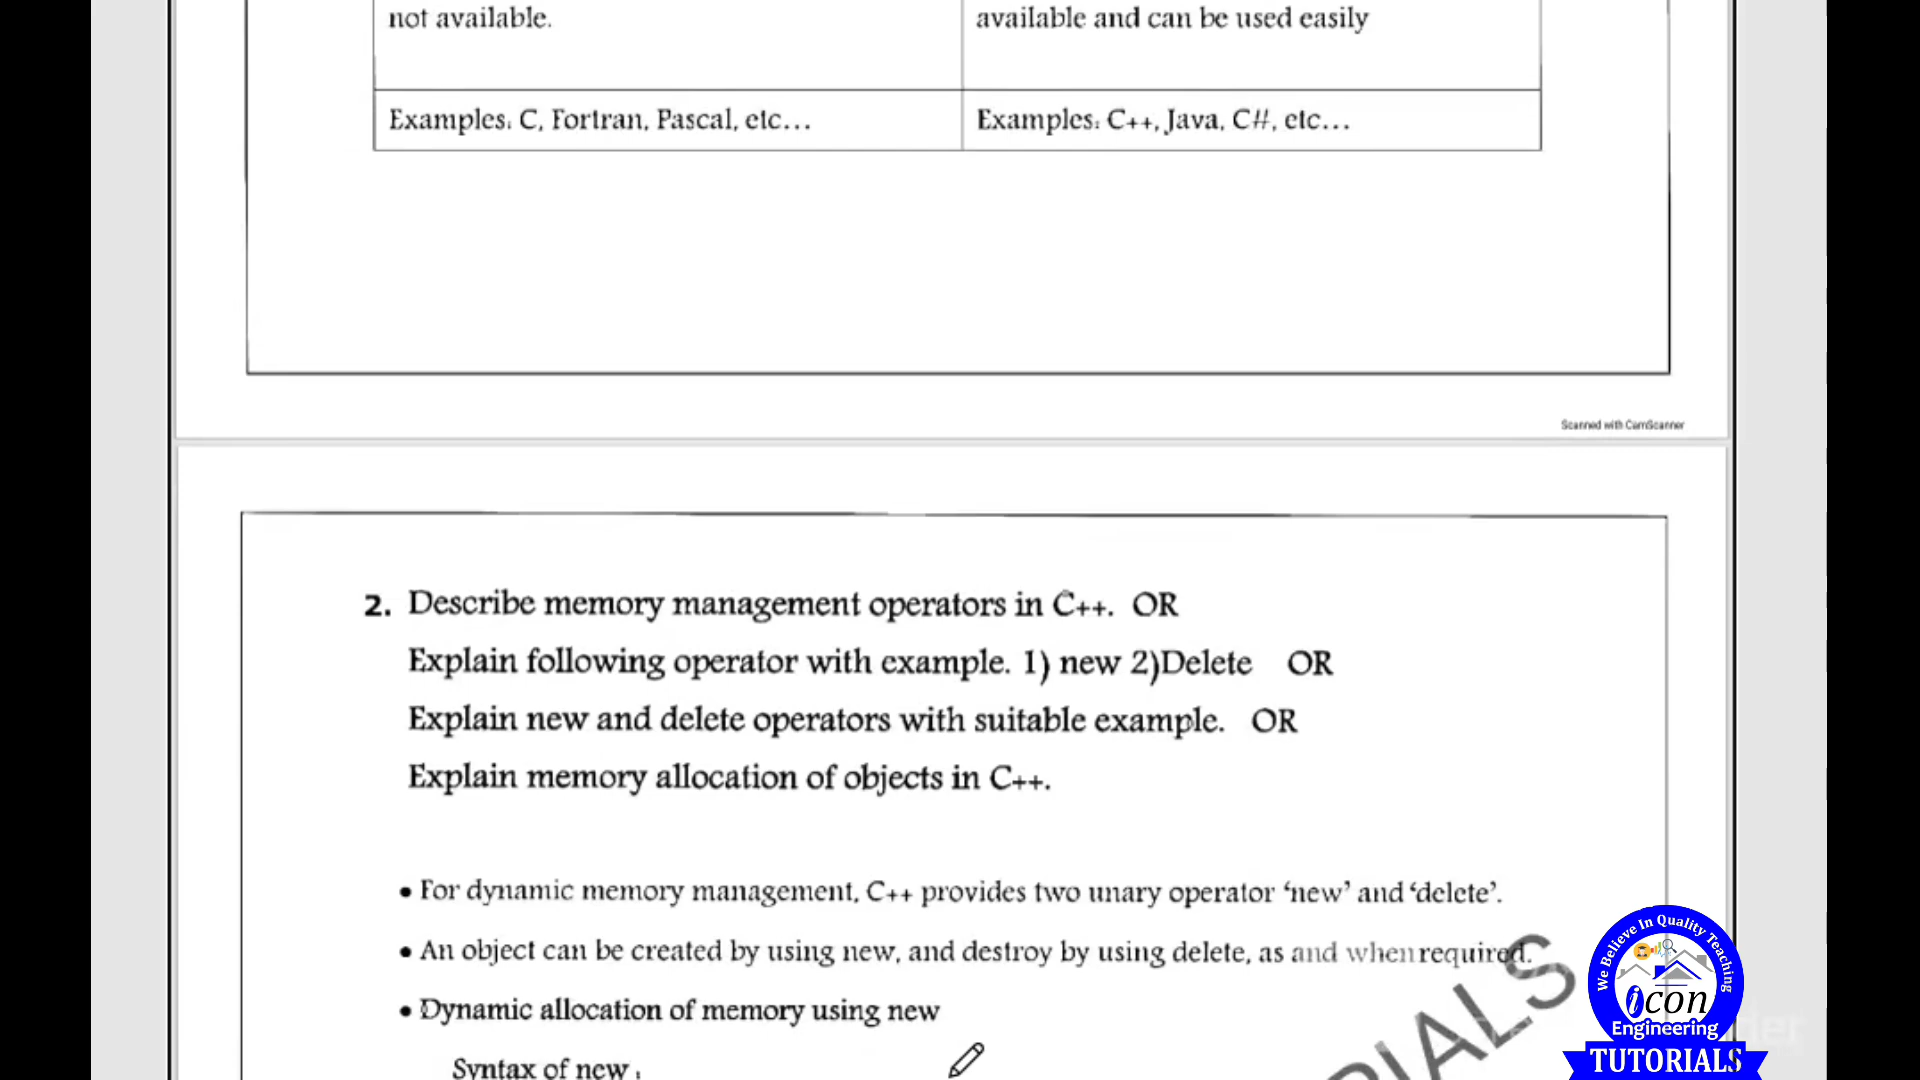 not available.
available and can be used easily
Examples: C, Fortran, Pascal, etc...
Examples: C++, Java, C#, etc...
Scanned with CamScanner
2. Describe memory management operators in C++. OR
Explain following operator with example. 1) new 2)Delete OR
Explain new and delete operators with suitable example. OR
Explain memory allocation of objects in C++.
• For dynamic memory management, C++ provides two unary operator ‘new’ and ‘delete’.
• An object can be created by using new, and destroy by using delete, as and when required.
• Dynamic allocation of memory using new
Syntax of new :
We Believe In Quality Teaching
icon
Engineering
TUTORIALS